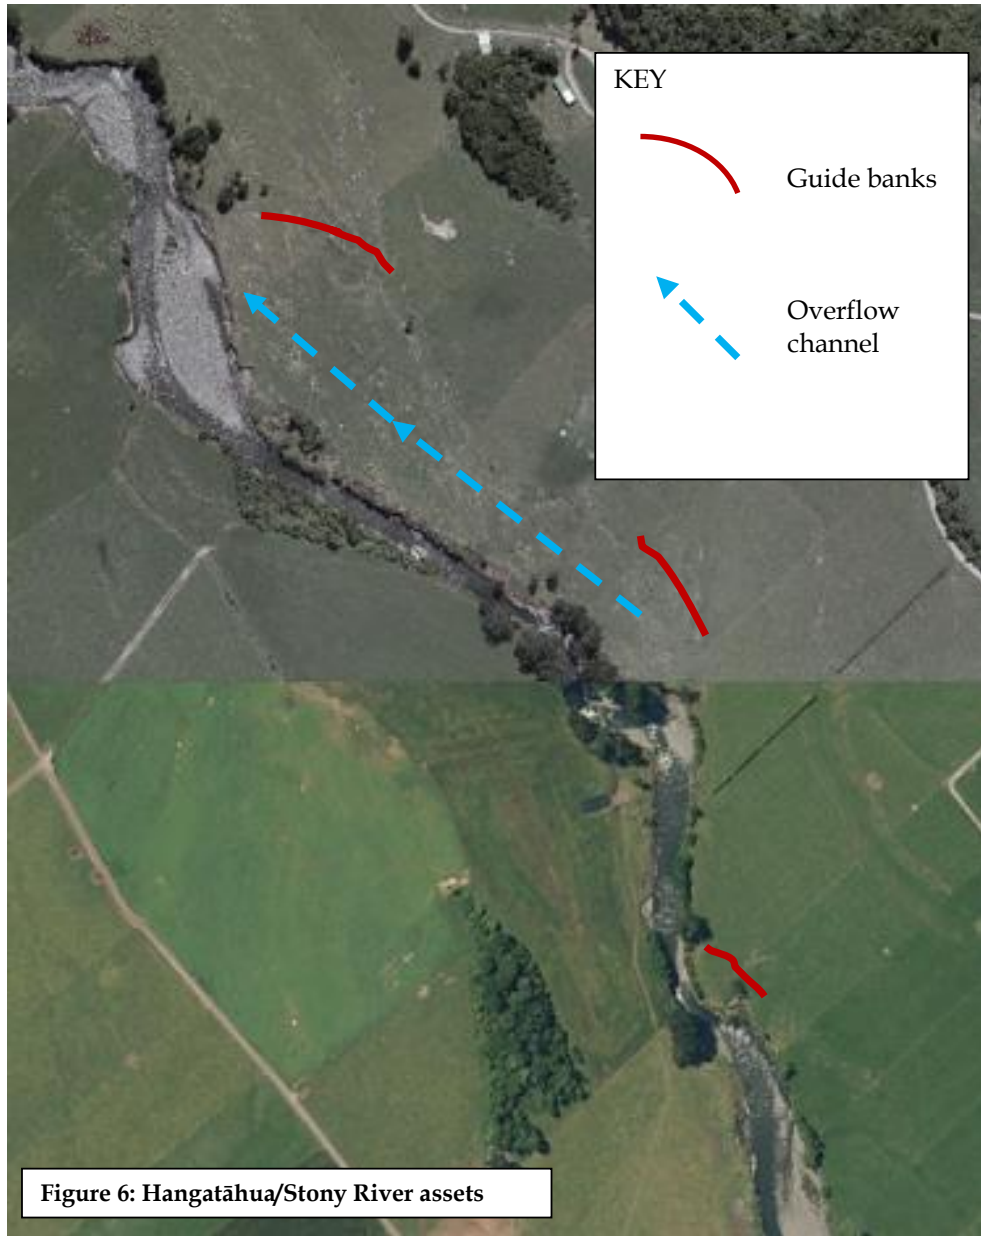 KEY
Guide banks
Overflow
channel
Figure 6: Hangatāhua/Stony River assets